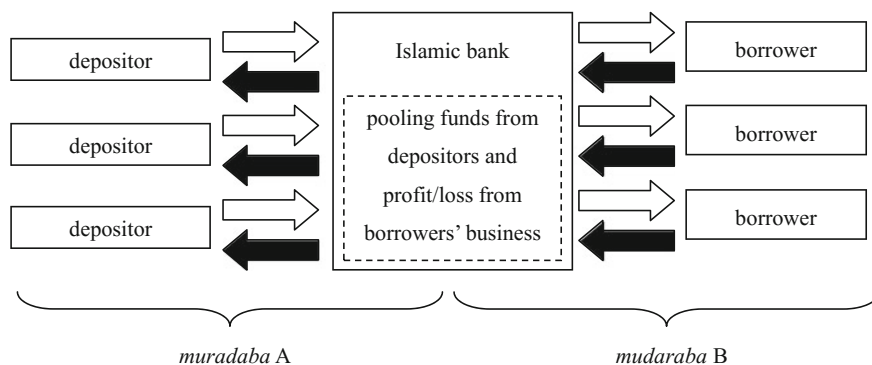 depositor
depositor
depositor
Islamic bank
pooling funds from
depositors and
profit/loss from
borrowers’ business
borrower
borrower
borrower
muradaba A
mudaraba B